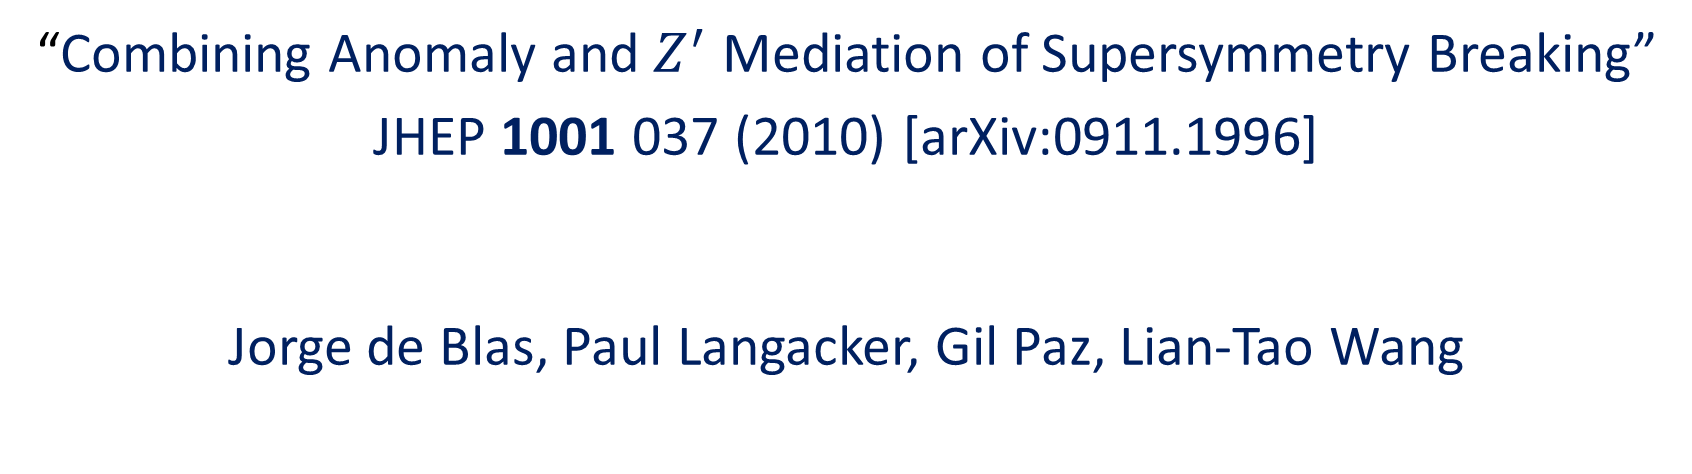 “Combining Anomaly and 𝑍′ Mediation of Supersymmetry Breaking”
JHEP 1001 037 (2010) [arXiv:0911.1996]
Jorge de Blas, Paul Langacker, Gil Paz, Lian-Tao Wang